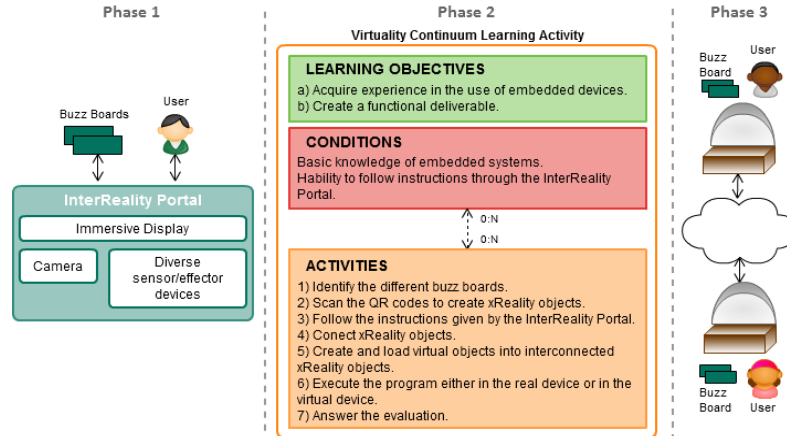 Phase 1
Buzz Boards
User
InterReality Portal
Immersive Display
Camera
Diverse
sensor/effector
devices
Phase 2
Virtuality Continuum Learning Activity
LEARNING OBJECTIVES
a) Acquire experience in the use of embedded devices.
b) Create a functional deliverable.
CONDITIONS
Basic knowledge of embedded systems.
Hability to follow instructions through the InterReality
Portal.
0:N
0:N
ACTIVITIES
1) Identify the different buzz boards.
2) Scan the QR codes to create xReality objects.
3) Follow the instructions given by the InterReality Portal.
4) Conect xReality objects.
5) Create and load virtual objects into interconnected
xReality objects.
6) Execute the program either in the real device or in the
virtual device.
7) Answer the evaluation.
Phase 3
Buzz
Board
User
Buzz
Board
User